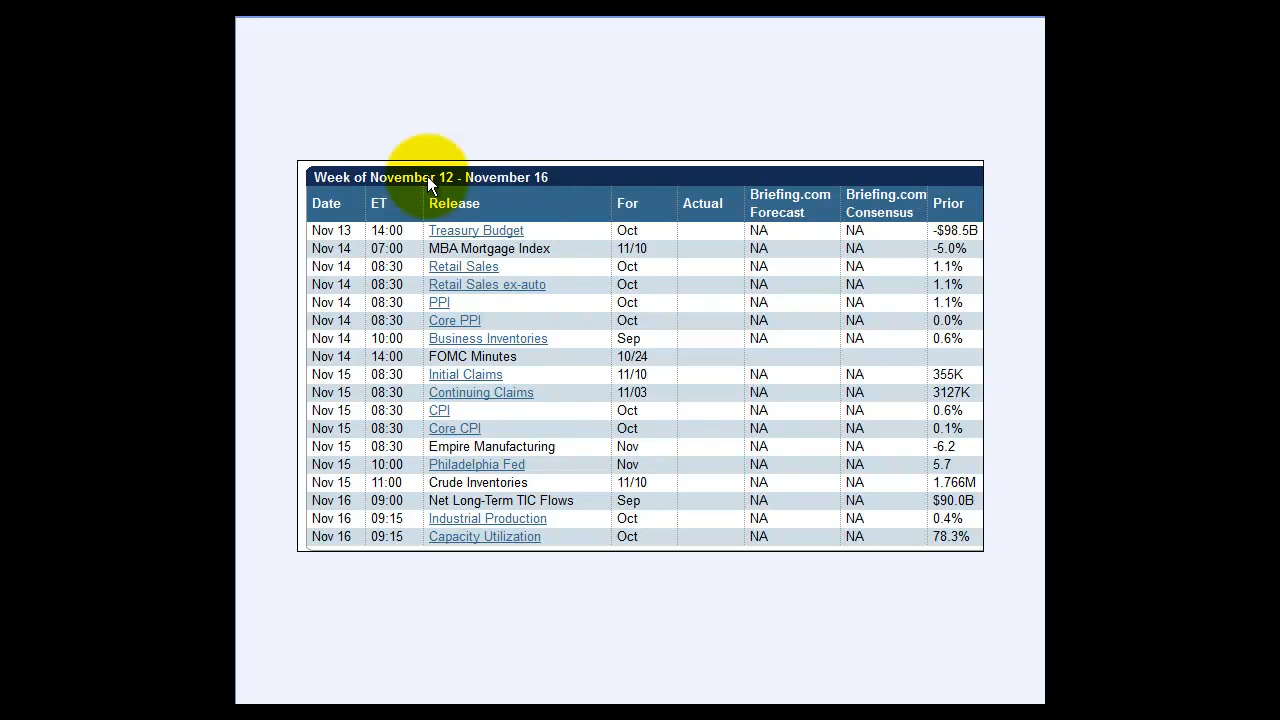 Week of November 12 - November 16
Date ET Release For Actual Briefing.com Forecast Briefing.com Consensus Prior
Nov 13 14:00 Treasury Budget Oct NA NA -$98.5B
Nov 14 07:00 MBA Mortgage Index 11/10 NA NA -5.0%
Nov 14 08:30 Retail Sales Oct NA NA 1.1%
Nov 14 08:30 Retail Sales ex-auto Oct NA NA 1.1%
Nov 14 08:30 PPI Oct NA NA 1.1%
Nov 14 08:30 Core PPI Oct NA NA 0.0%
Nov 14 10:00 Business Inventories Sep NA NA 0.6%
Nov 14 14:00 FOMC Minutes 10/24
Nov 15 08:30 Initial Claims 11/10 NA NA 355K
Nov 15 08:30 Continuing Claims 11/03 NA NA 3127K
Nov 15 08:30 CPI Oct NA NA 0.6%
Nov 15 08:30 Core CPI Oct NA NA 0.1%
Nov 15 08:30 Empire Manufacturing Nov NA NA -6.2
Nov 15 10:00 Philadelphia Fed Nov NA NA 5.7
Nov 15 11:00 Crude Inventories 11/10 NA NA 1.766M
Nov 16 09:00 Net Long-Term TIC Flows Sep NA NA $90.0B
Nov 16 09:15 Industrial Production Oct NA NA 0.4%
Nov 16 09:15 Capacity Utilization Oct NA NA 78.3%